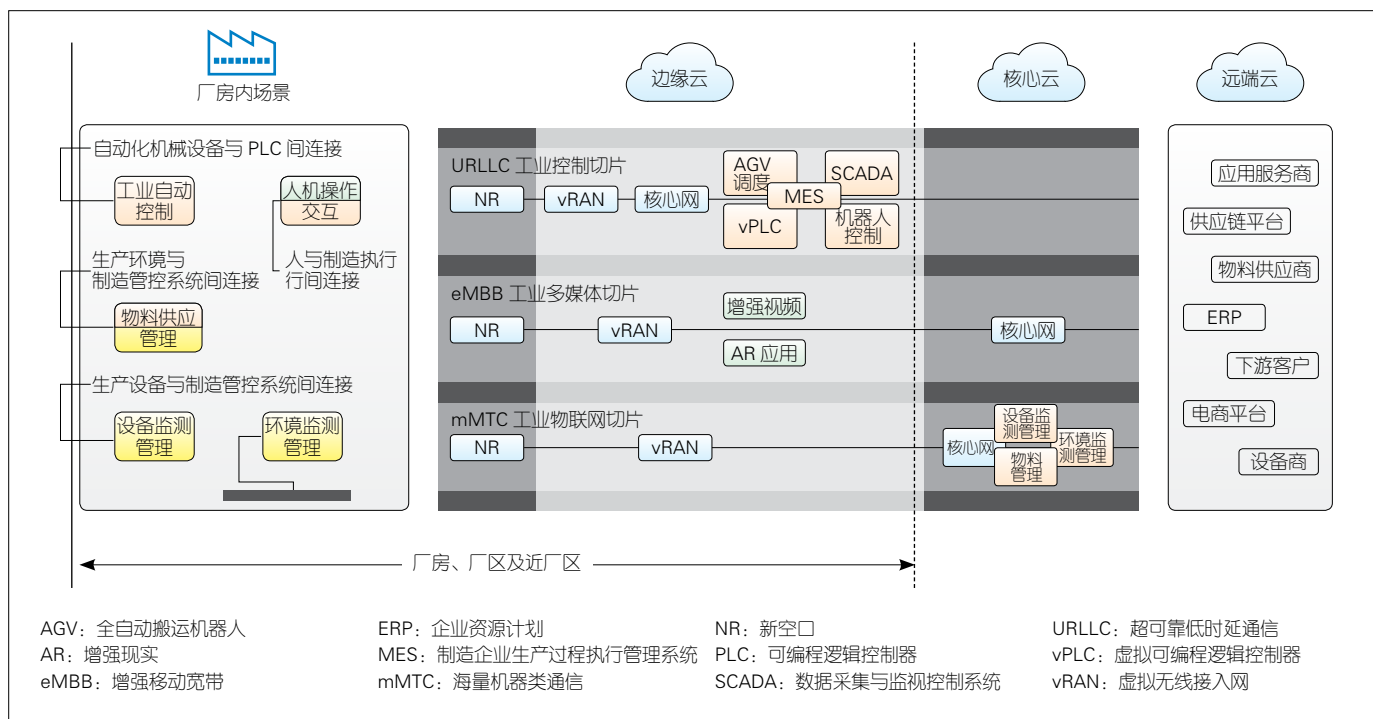 厂房内场景
边缘云
核心云
远端云
自动化机械设备与 PLC 间连接
工业自动
控制
人机操作
交互
生产环境与
制造管控系统间连接
人与制造执行
行间连接
物料供应
管理
生产设备与制造管控系统间连接
设备监测
管理
环境监测
管理
URLLC 工业控制切片
NR
vRAN
核心网
AGV
调度
SCADA
MES
vPLC
机器人
控制
eMBB 工业多媒体切片
NR
vRAN
增强视频
AR 应用
核心网
mMTC 工业物联网切片
NR
vRAN
核心网
设备监
测管理
环境监
测管理
物料
管理
应用服务商
供应链平台
物料供应商
ERP
下游客户
电商平台
设备商
厂房、厂区及近厂区
AGV：全自动搬运机器人
ERP：企业资源计划
NR：新空口
URLLC：超可靠低时延通信
AR：增强现实
MES：制造企业生产过程执行管理系统
PLC：可编程逻辑控制器
vPLC：虚拟可编程逻辑控制器
eMBB：增强移动宽带
mMTC：海量机器类通信
SCADA：数据采集与监视控制系统
vRAN：虚拟无线接入网